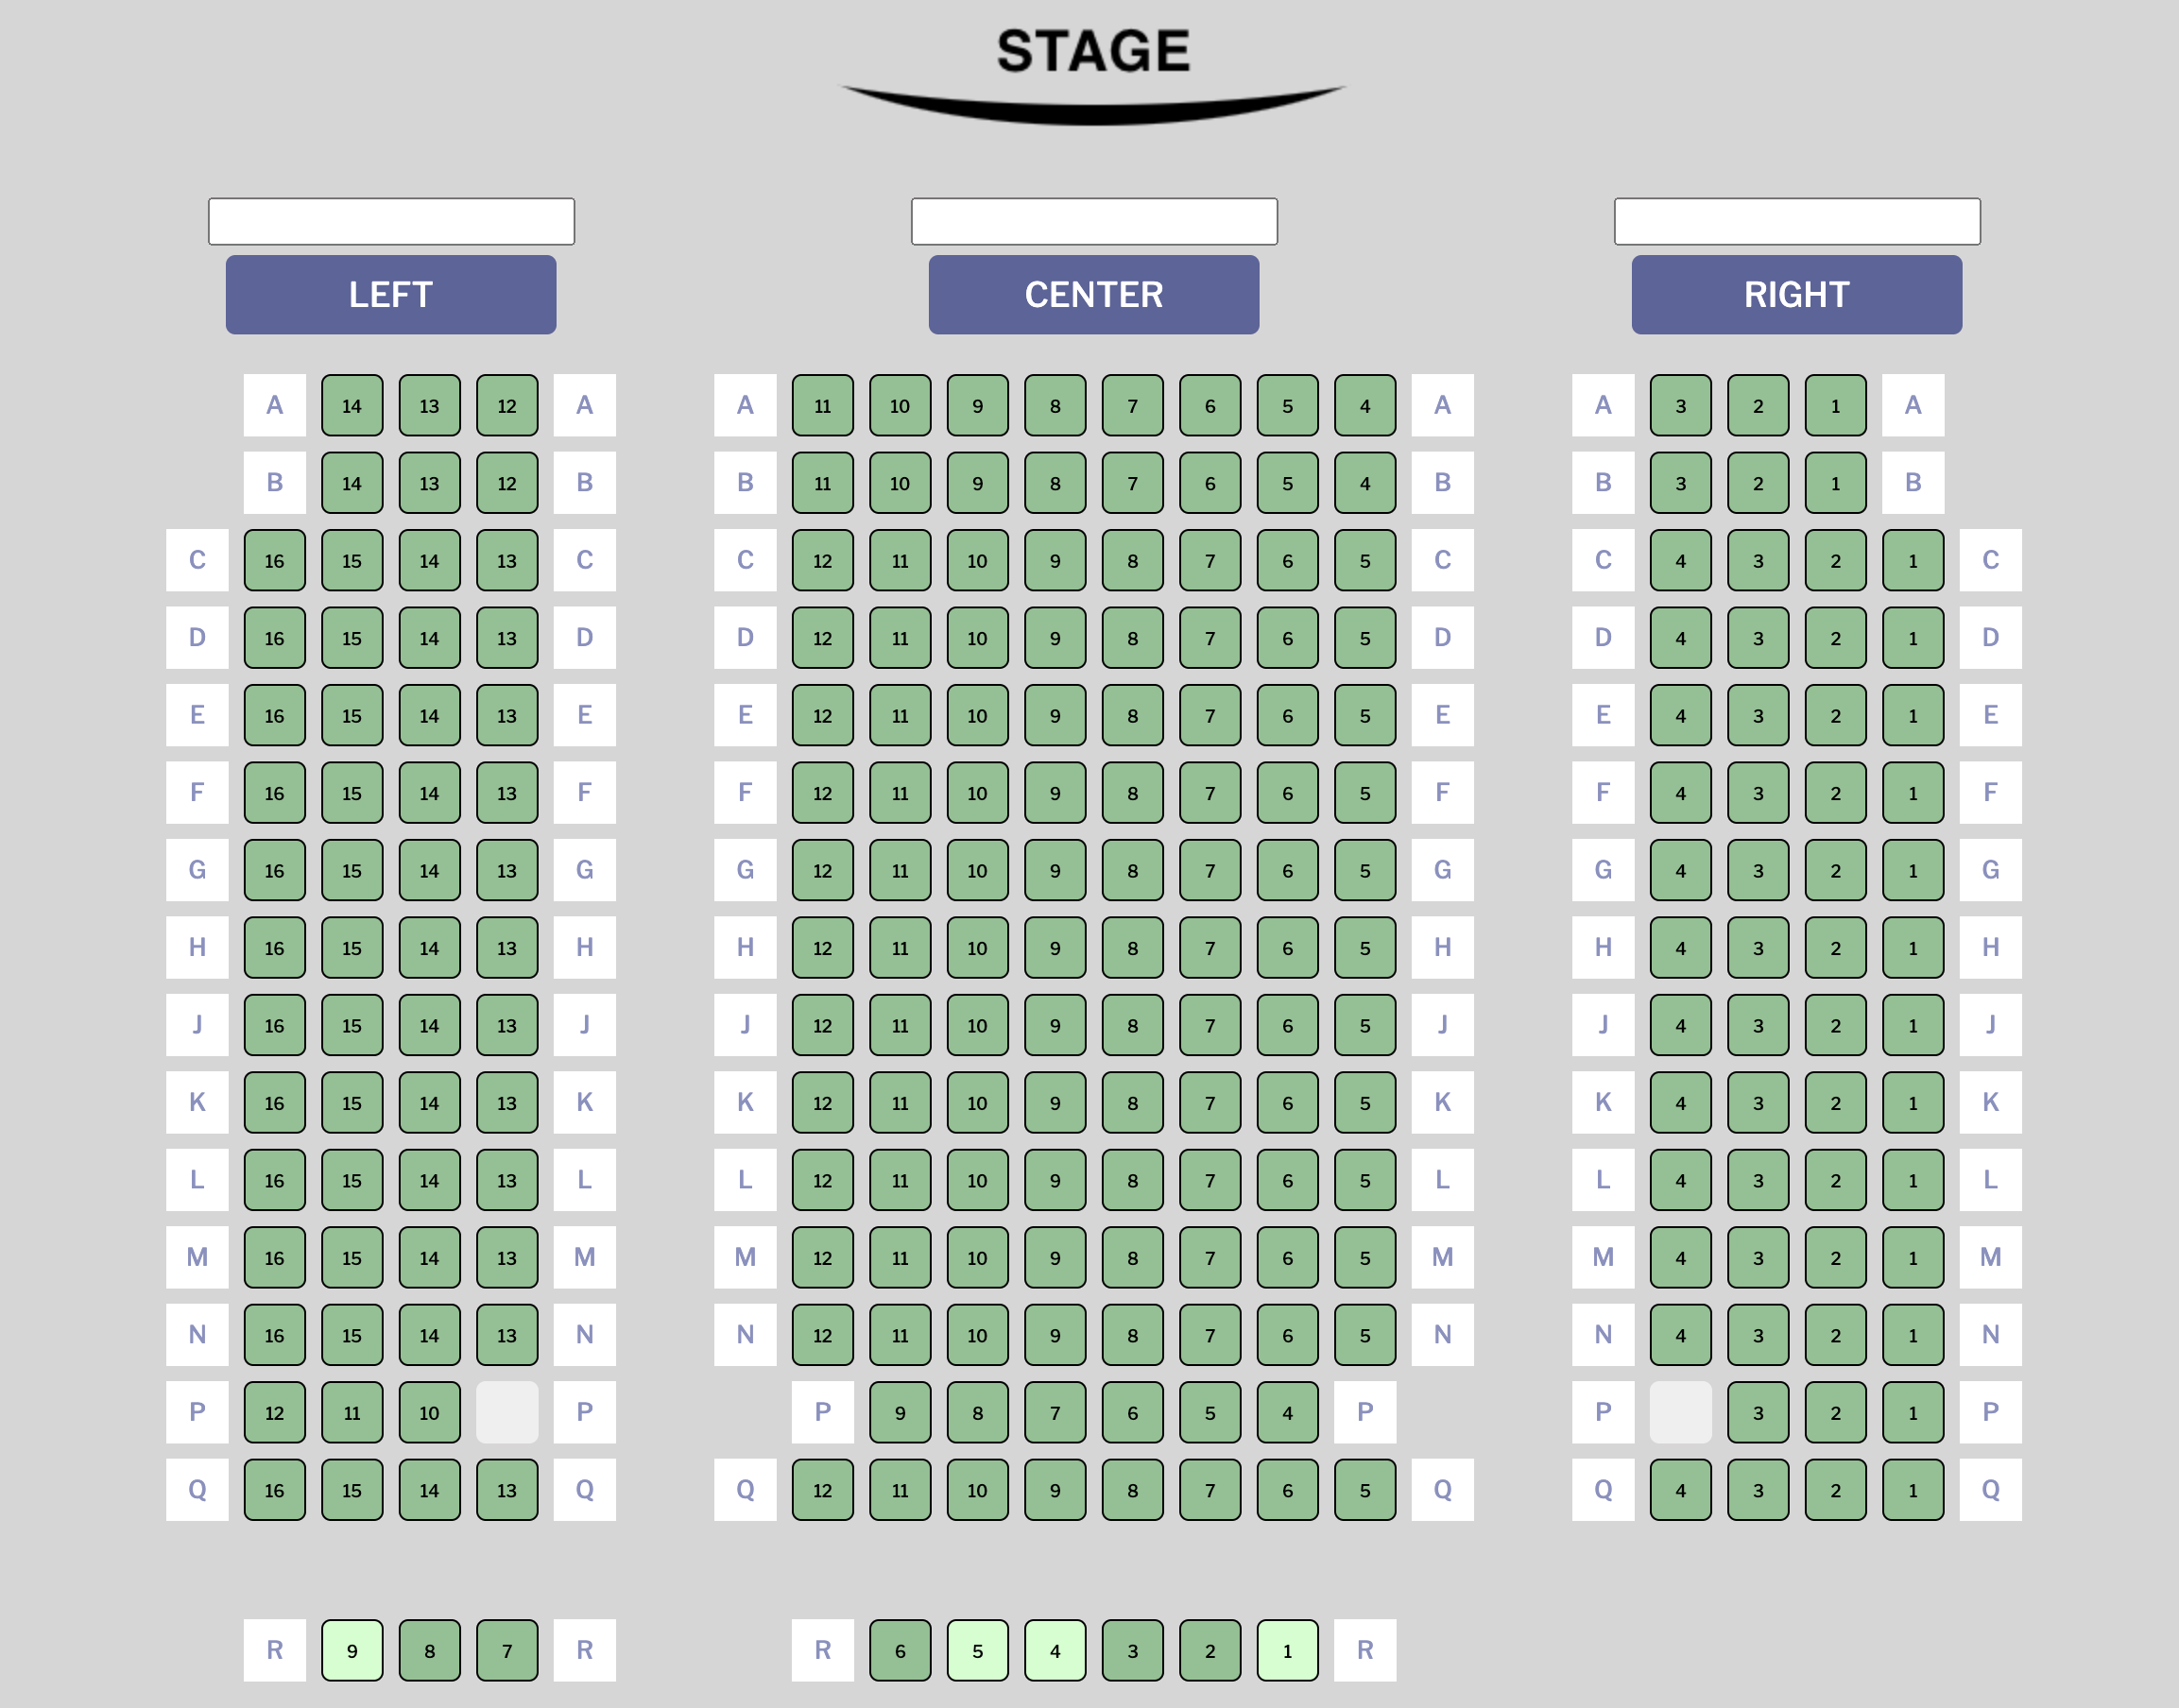 STAGE
LEFT CENTER RIGHT
A 14 13 12 A A 11 10 9 8 7 6 5 4 A A 3 2 1 A
B 14 13 12 B B 11 10 9 8 7 6 5 4 B B 3 2 1 B
C 16 15 14 13 C C 12 11 10 9 8 7 6 5 C C 4 3 2 1 C
D 16 15 14 13 D D 12 11 10 9 8 7 6 5 D D 4 3 2 1 D
E 16 15 14 13 E E 12 11 10 9 8 7 6 5 E E 4 3 2 1 E
F 16 15 14 13 F F 12 11 10 9 8 7 6 5 F F 4 3 2 1 F
G 16 15 14 13 G G 12 11 10 9 8 7 6 5 G G 4 3 2 1 G
H 16 15 14 13 H H 12 11 10 9 8 7 6 5 H H 4 3 2 1 H
J 16 15 14 13 J J 12 11 10 9 8 7 6 5 J J 4 3 2 1 J
K 16 15 14 13 K K 12 11 10 9 8 7 6 5 K K 4 3 2 1 K
L 16 15 14 13 L L 12 11 10 9 8 7 6 5 L L 4 3 2 1 L
M 16 15 14 13 M M 12 11 10 9 8 7 6 5 M M 4 3 2 1 M
N 16 15 14 13 N N 12 11 10 9 8 7 6 5 N N 4 3 2 1 N
P 12 11 10 P P 9 8 7 6 5 4 P P 3 2 1 P
Q 16 15 14 13 Q Q 12 11 10 9 8 7 6 5 Q Q 4 3 2 1 Q
R 9 8 7 R R 6 5 4 3 2 1 R